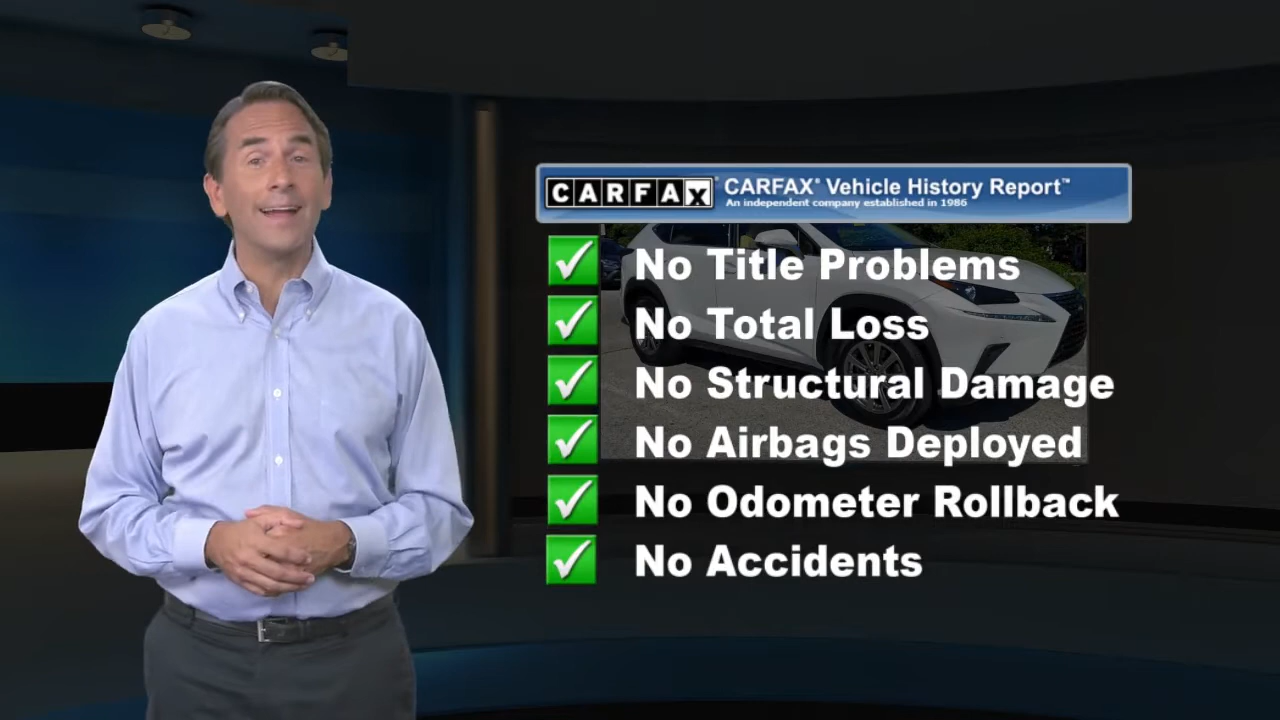 CARFAX® CARFAX® Vehicle History Report™
An independent company established in 1986
No Title Problems
No Total Loss
No Structural Damage
No Airbags Deployed
No Odometer Rollback
No Accidents